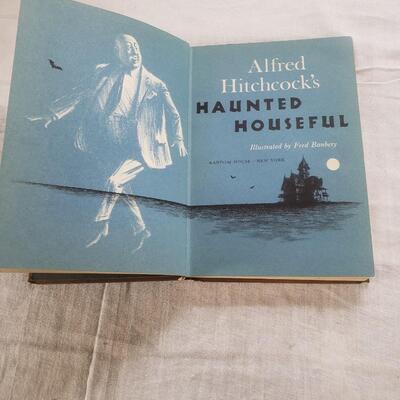 Alfred
Hitchcock's
HAUNTED
HOUSEFUL
Illustrated by Fred Banbery
RANDOM HOUSE · NEW YORK